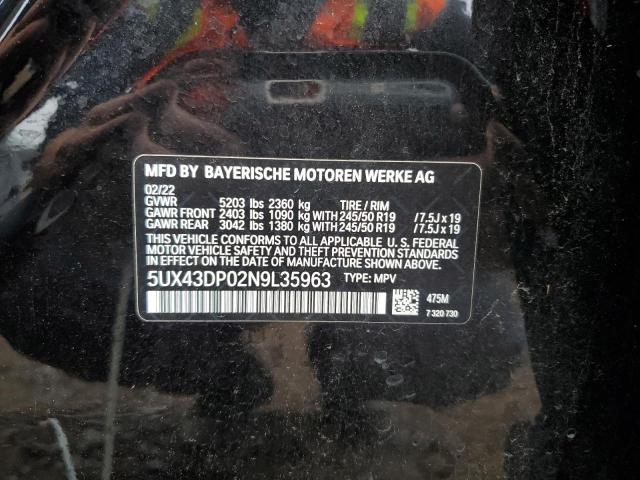 MFD BY BAYERISCHE MOTOREN WERKE AG
02/22
GVWR 5203 lbs 2360 kg TIRE / RIM
GAWR FRONT 2403 lbs 1090 kg WITH 245/50 R19 /7.5J x 19
GAWR REAR 3042 lbs 1380 kg WITH 245/50 R19 /7.5J x 19
THIS VEHICLE CONFORMS TO ALL APPLICABLE U. S. FEDERAL
MOTOR VEHICLE SAFETY AND THEFT PREVENTION STANDARDS IN
EFFECT ON THE DATE OF MANUFACTURE SHOWN ABOVE.
5UX43DP02N9L35963 TYPE: MPV
475M
7 320 730